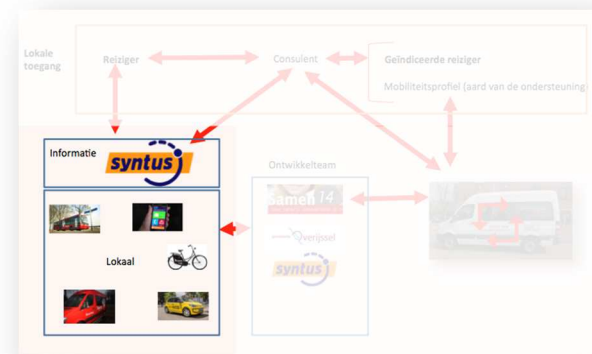 Lokale
toegang
Reiziger
Consulent
Geïndiceerde reiziger
Mobiliteitsprofiel (aard van de ondersteuning)
Informatie
syntus
Ontwikkelteam
Samen 14
Overijssel
syntus
Lokaal